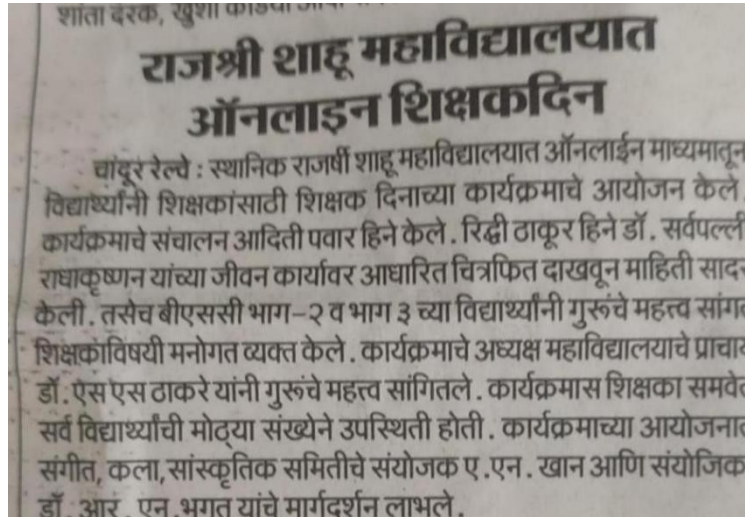 शांता दरक, खुशी
राजश्री शाहू महाविद्यालयात
ऑनलाइन शिक्षकदिन
चांदूर रेल्वे : स्थानिक राजर्षी शाहू महाविद्यालयात ऑनलाईन माध्यमातून
विद्यार्थ्यांनी शिक्षकांसाठी शिक्षक दिनाच्या कार्यक्रमाचे आयोजन केले
कार्यक्रमाचे संचालन आदिती पवार हिने केले. रिद्धी ठाकूर हिने डॉ. सर्वपल्ली
राधाकृष्णन यांच्या जीवन कार्यावर आधारित चित्रफित दाखवून माहिती सादर
केली. तसेच बीएससी भाग-२ व भाग ३ च्या विद्यार्थ्यांनी गुरूंचे महत्त्व सांगत
शिक्षकांविषयी मनोगत व्यक्त केले. कार्यक्रमाचे अध्यक्ष महाविद्यालयाचे प्राचार
डॉ. एस एस ठाकरे यांनी गुरूंचे महत्त्व सांगितले. कार्यक्रमास शिक्षका समवेत
सर्व विद्यार्थ्यांची मोठ्या संख्येने उपस्थिती होती. कार्यक्रमाच्या आयोजनात
संगीत, कला, सांस्कृतिक समितीचे संयोजक ए.एन. खान आणि संयोजिक
डॉ. आर. एन. भगत यांचे मार्गदर्शन लाभले.